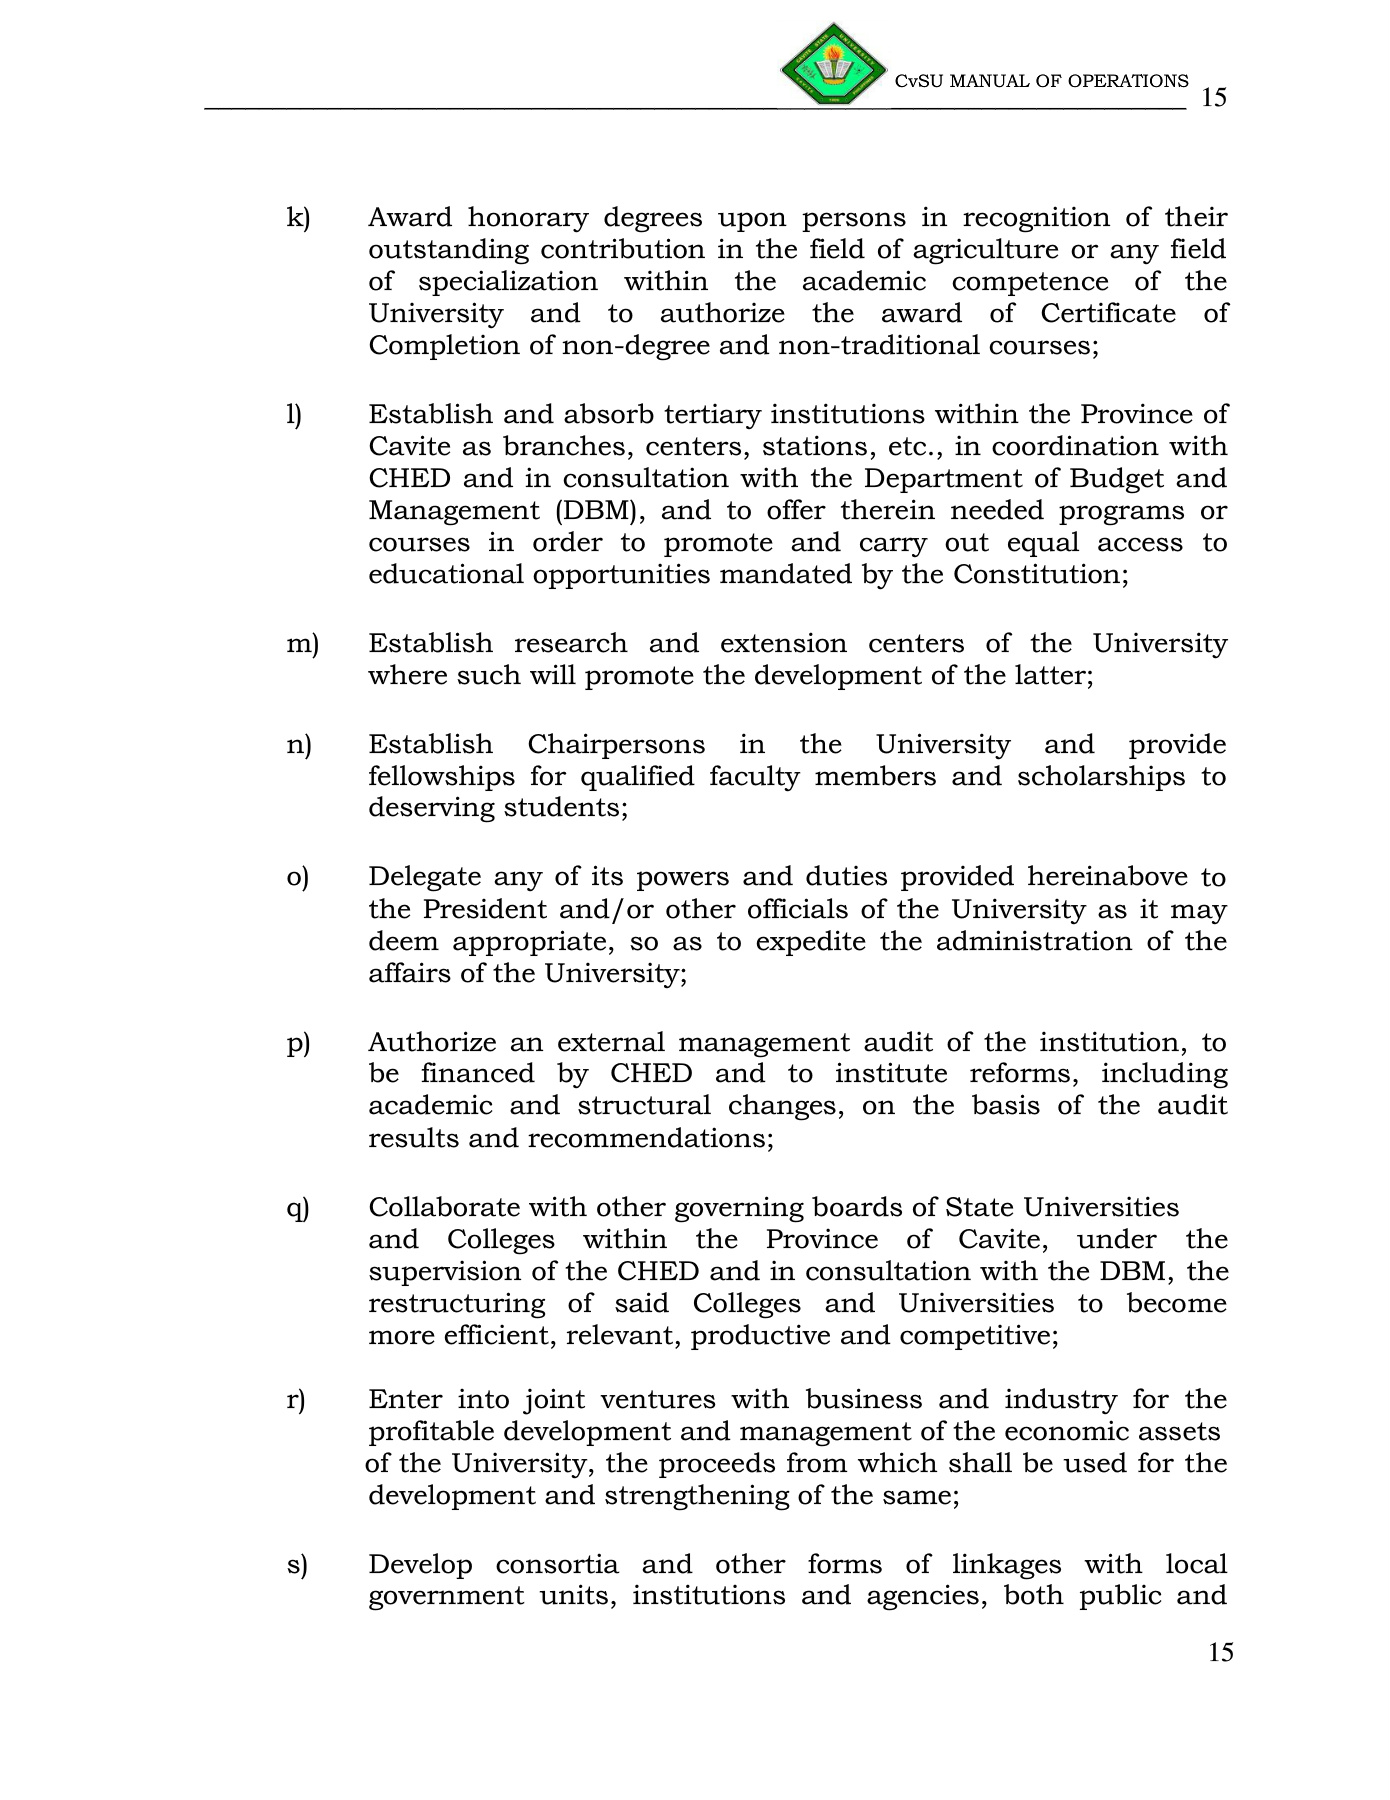 CvSU MANUAL OF OPERATIONS 15
k) Award honorary degrees upon persons in recognition of their
outstanding contribution in the field of agriculture or any field
of specialization within the academic competence of the
University and to authorize the award of Certificate of
Completion of non-degree and non-traditional courses;
l) Establish and absorb tertiary institutions within the Province of
Cavite as branches, centers, stations, etc., in coordination with
CHED and in consultation with the Department of Budget and
Management (DBM), and to offer therein needed programs or
courses in order to promote and carry out equal access to
educational opportunities mandated by the Constitution;
m) Establish research and extension centers of the University
where such will promote the development of the latter;
n) Establish Chairpersons in the University and provide
fellowships for qualified faculty members and scholarships to
deserving students;
o) Delegate any of its powers and duties provided hereinabove to
the President and/or other officials of the University as it may
deem appropriate, so as to expedite the administration of the
affairs of the University;
p) Authorize an external management audit of the institution, to
be financed by CHED and to institute reforms, including
academic and structural changes, on the basis of the audit
results and recommendations;
q) Collaborate with other governing boards of State Universities
and Colleges within the Province of Cavite, under the
supervision of the CHED and in consultation with the DBM, the
restructuring of said Colleges and Universities to become
more efficient, relevant, productive and competitive;
r) Enter into joint ventures with business and industry for the
profitable development and management of the economic assets
of the University, the proceeds from which shall be used for the
development and strengthening of the same;
s) Develop consortia and other forms of linkages with local
government units, institutions and agencies, both public and
15